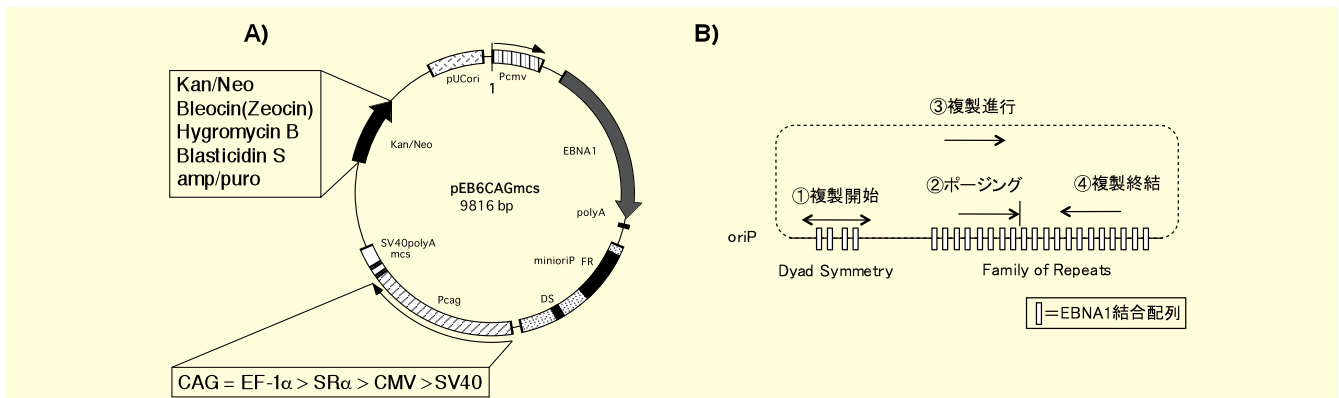 A)
Kan/Neo
Bleocin(Zeocin)
Hygromycin B
Blasticidin S
amp/puro
pUCori
Pcmv
1
Kan/Neo
EBNA1
pEB6CAGmcs
9816 bp
polyA
SV40polyA
mcs
minioriP FR
Pcag
DS
CAG = EF-1α > SRα > CMV >SV40
B)
③複製進行
①複製開始
②ポージング
④複製終結
oriP
Dyad Symmetry
Family of Repeats
=EBNA1結合配列